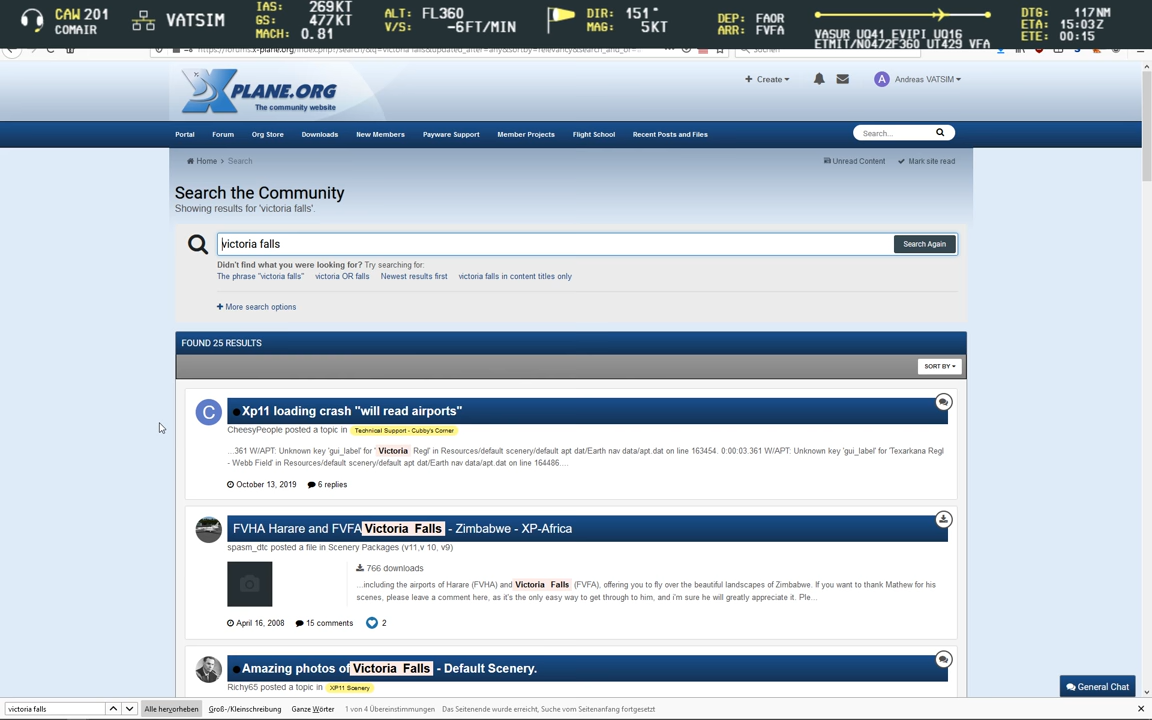 CAW 201
COMAIR
VATSIM
IAS: 269KT
GS: 477KT
MACH: 0.81
ALT: FL360
V/S: -6FT/MIN
DIR: 151°
MAG: 5KT
DEP: FAOR
ARR: FVFA
VASUR UQ41 EVIPI UQ16
ETMIT/N0472F360 UT429 VFA
DTG: 117NM
ETA: 15:03Z
ETE: 00:15
XPLANE.ORG
The community website
Create
A
Andreas VATSIM
Portal
Forum
Org Store
Downloads
New Members
Payware Support
Member Projects
Flight School
Recent Posts and Files
Search...
Home > Search
Unread Content
Mark site read
Search the Community
Showing results for 'victoria falls'.
victoria falls
Search Again
Didn't find what you were looking for? Try searching for:
The phrase "victoria falls"
victoria OR falls
Newest results first
victoria falls in content titles only
+ More search options
FOUND 25 RESULTS
SORT BY
C
Xp11 loading crash "will read airports"
CheesyPeople posted a topic in Technical Support - Cubby's Corner
...361 W/APT: Unknown key 'gui_label' for ' Victoria Regl' in Resources/default scenery/default apt dat/Earth nav data/apt.dat on line 163454. 0:00:03.361 W/APT: Unknown key 'gui_label' for 'Texarkana Regl
- Webb Field' in Resources/default scenery/default apt dat/Earth nav data/apt.dat on line 164486....
October 13, 2019
6 replies
FVHA Harare and FVFA Victoria Falls - Zimbabwe - XP-Africa
spasm_dtc posted a file in Scenery Packages (v11,v 10, v9)
766 downloads
...including the airports of Harare (FVHA) and Victoria Falls (FVFA), offering you to fly over the beautiful landscapes of Zimbabwe. If you want to thank Mathew for his
scenes, please leave a comment here, as it's the only easy way to get through to him, and i'm sure he will greatly appreciate it. Ple...
April 16, 2008
15 comments
2
Amazing photos of Victoria Falls - Default Scenery.
Richy65 posted a topic in XP11 Scenery
General Chat
victoria falls
Alle hervorheben
Groß-/Kleinschreibung
Ganze Wörter
1 von 4 Übereinstimmungen
Das Seitenende wurde erreicht, Suche vom Seitenanfang fortgesetzt